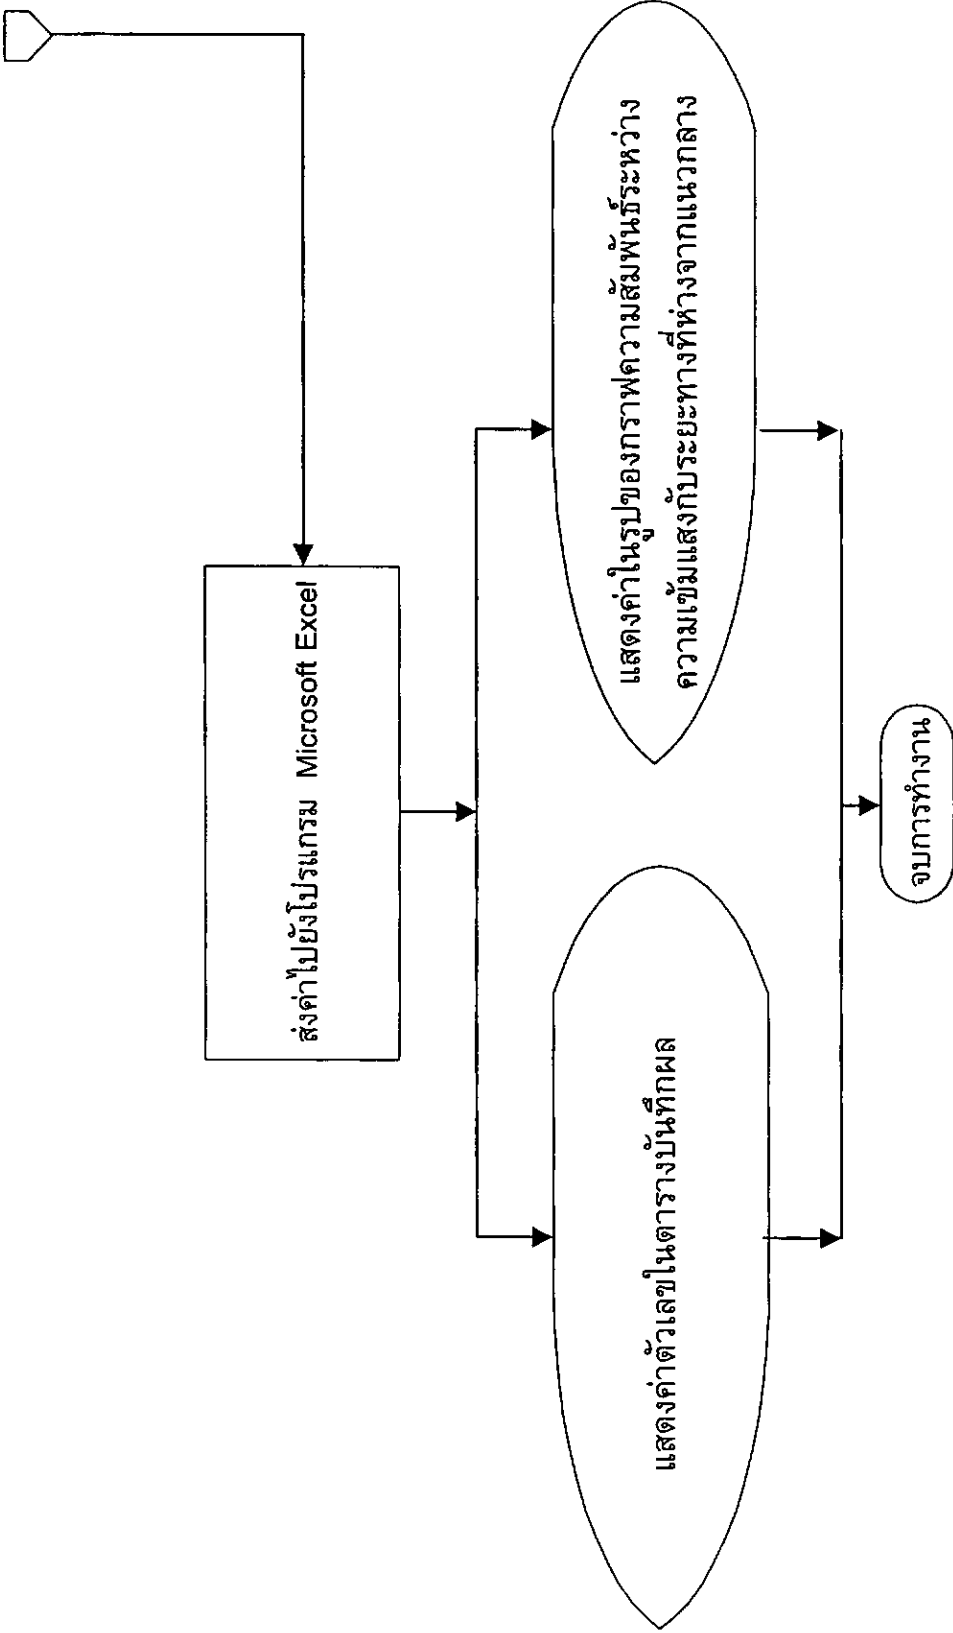 ส่งค่าไปยังโปรแกรม Microsoft Excel
แสดงค่าตัวเลขในตารางบันทึกผล
แสดงค่าในรูปของกราฟความสัมพันธ์ระหว่าง
ความเข้มแสงกับระยะทางที่ห่างจากแนวกลาง
จบการทำงาน